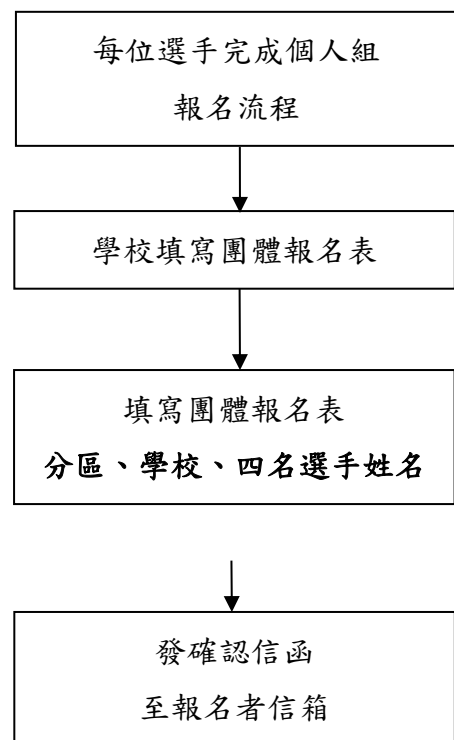 每位選手完成個人組
報名流程
學校填寫團體報名表
填寫團體報名表
分區、學校、四名選手姓名
發確認信函
至報名者信箱